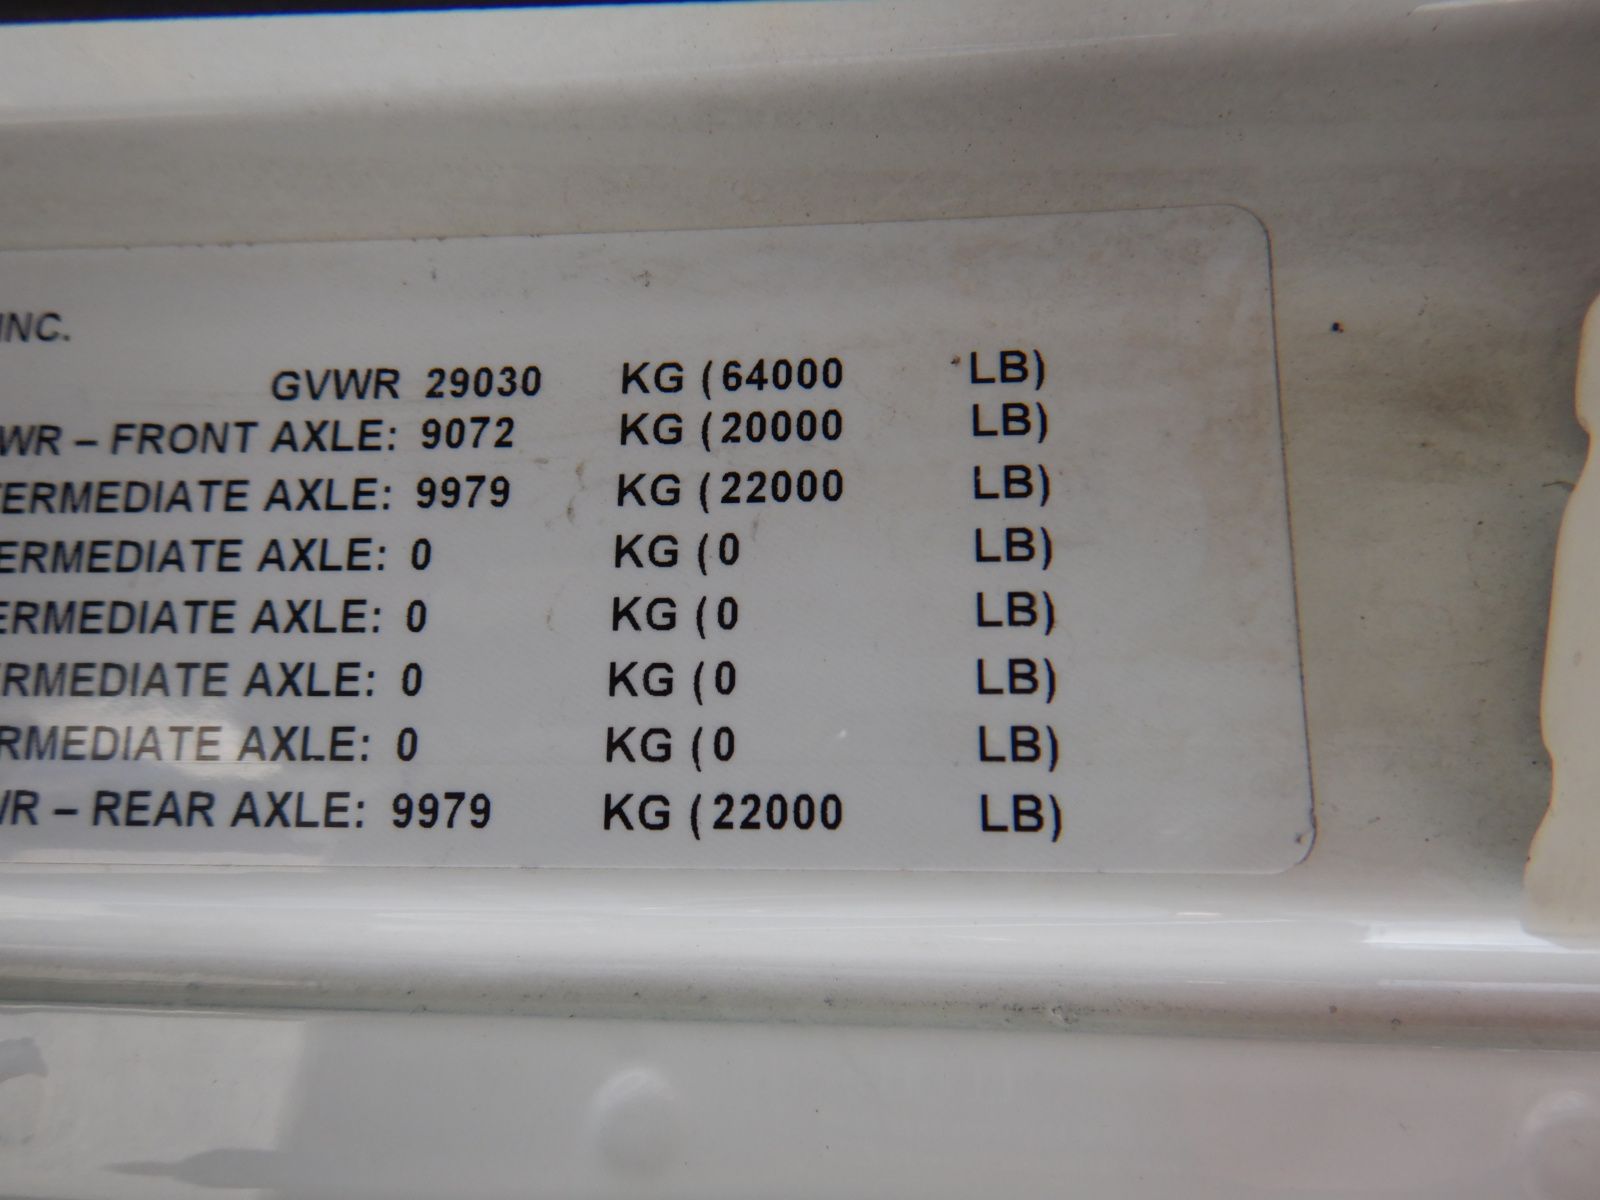 INC.
GVWR 29030 KG (64000 LB)
WR – FRONT AXLE: 9072 KG (20000 LB)
TERMEDIATE AXLE: 9979 KG (22000 LB)
ERMEDIATE AXLE: 0 KG (0 LB)
ERMEDIATE AXLE: 0 KG (0 LB)
RMEDIATE AXLE: 0 KG (0 LB)
RMEDIATE AXLE: 0 KG (0 LB)
WR – REAR AXLE: 9979 KG (22000 LB)